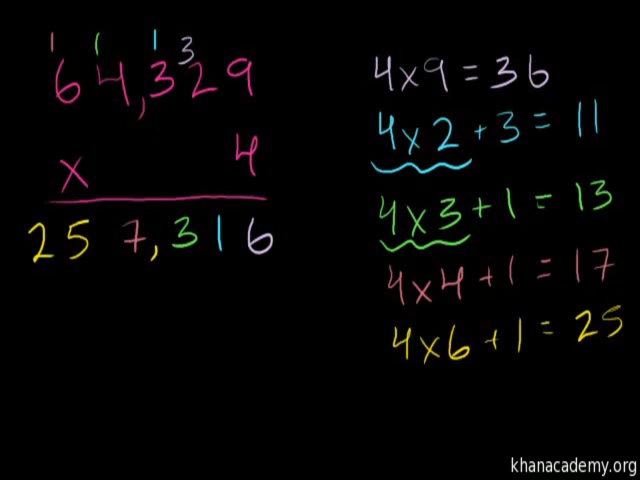 1 1 1 3
64,329
x 4
257,316
4x9=36
4x2+3=11
4x3+1=13
4x4+1=17
4x6+1=25
khanacademy.org